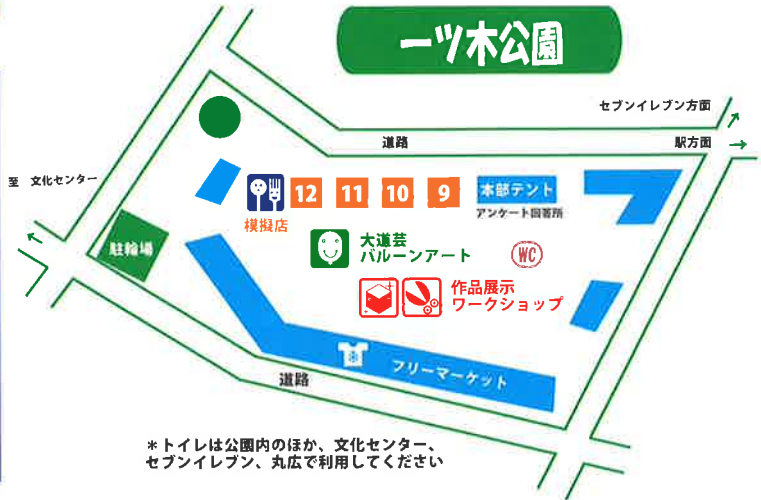 一ツ木公園
セブンイレブン方面
道路
駅方面
至 文化センター
12
11
10
9
本部テント
アンケート回答所
模擬店
駐輪場
大道芸
バルーンアート
WC
作品展示
ワークショップ
フリーマーケット
道路
＊トイレは公園内のほか、文化センター、
セブンイレブン、丸広で利用してください